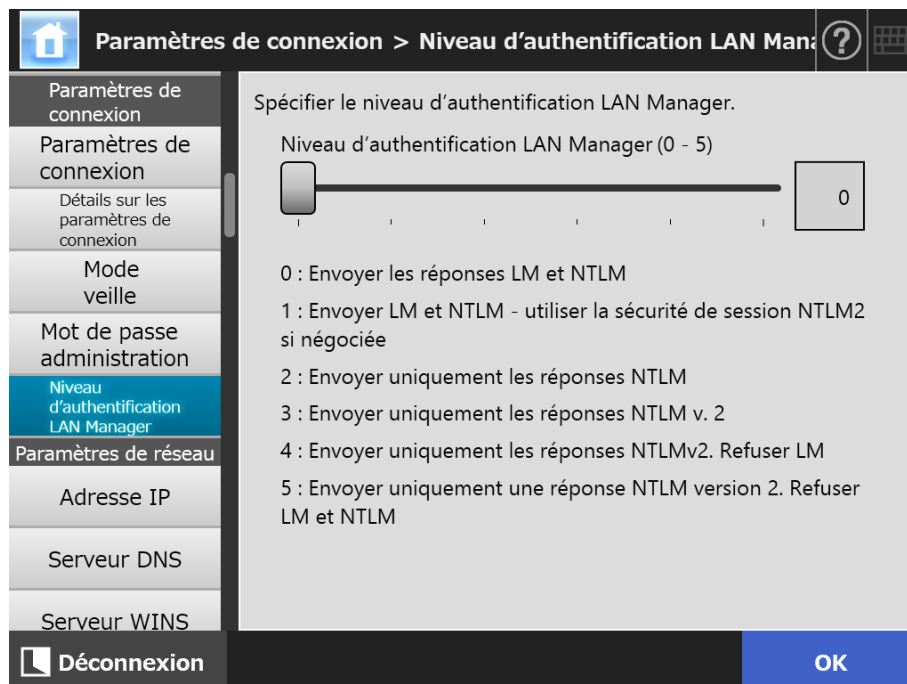 Paramètres de connexion > Niveau d'authentification LAN Mana
?
Paramètres de
connexion
Paramètres de
connexion
Détails sur les
paramètres de
connexion
Mode
veille
Mot de passe
administration
Niveau
d'authentification
LAN Manager
Paramètres de réseau
Adresse IP
Serveur DNS
Serveur WINS
Spécifier le niveau d'authentification LAN Manager.
Niveau d'authentification LAN Manager (0 - 5)
0
0 : Envoyer les réponses LM et NTLM
1 : Envoyer LM et NTLM - utiliser la sécurité de session NTLM2
si négociée
2 : Envoyer uniquement les réponses NTLM
3 : Envoyer uniquement les réponses NTLM v. 2
4 : Envoyer uniquement les réponses NTLMv2. Refuser LM
5 : Envoyer uniquement une réponse NTLM version 2. Refuser
LM et NTLM
Déconnexion
OK